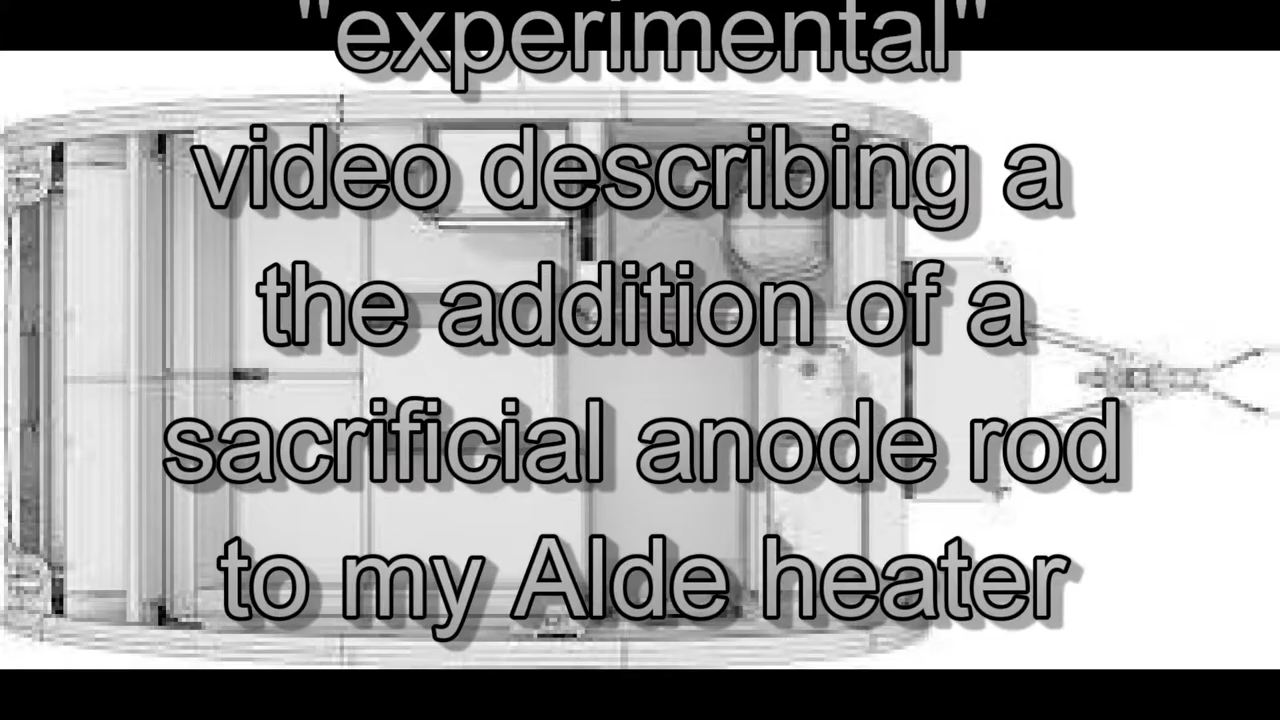 "experimental"
video describing a
the addition of a
sacrificial anode rod
to my Alde heater